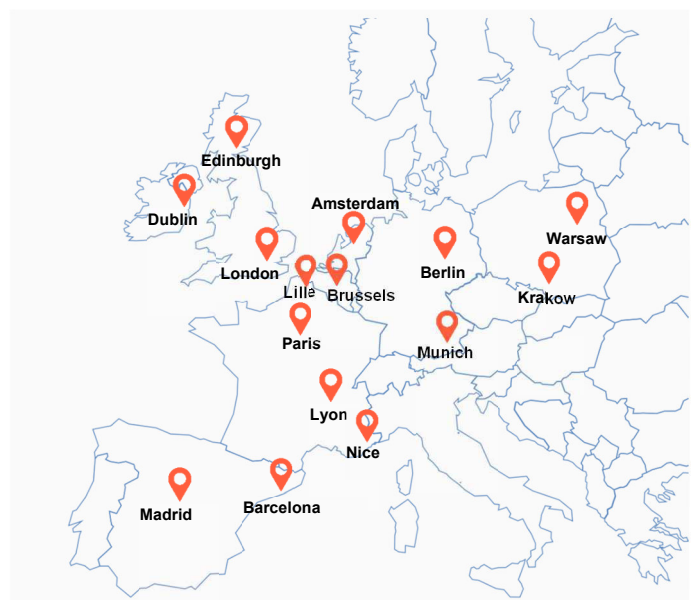 Edinburgh
Amsterdam
Dublin
Warsaw
London
Berlin
Lille
Brussels
Krakow
Paris
Munich
Lyon
Nice
Barcelona
Madrid